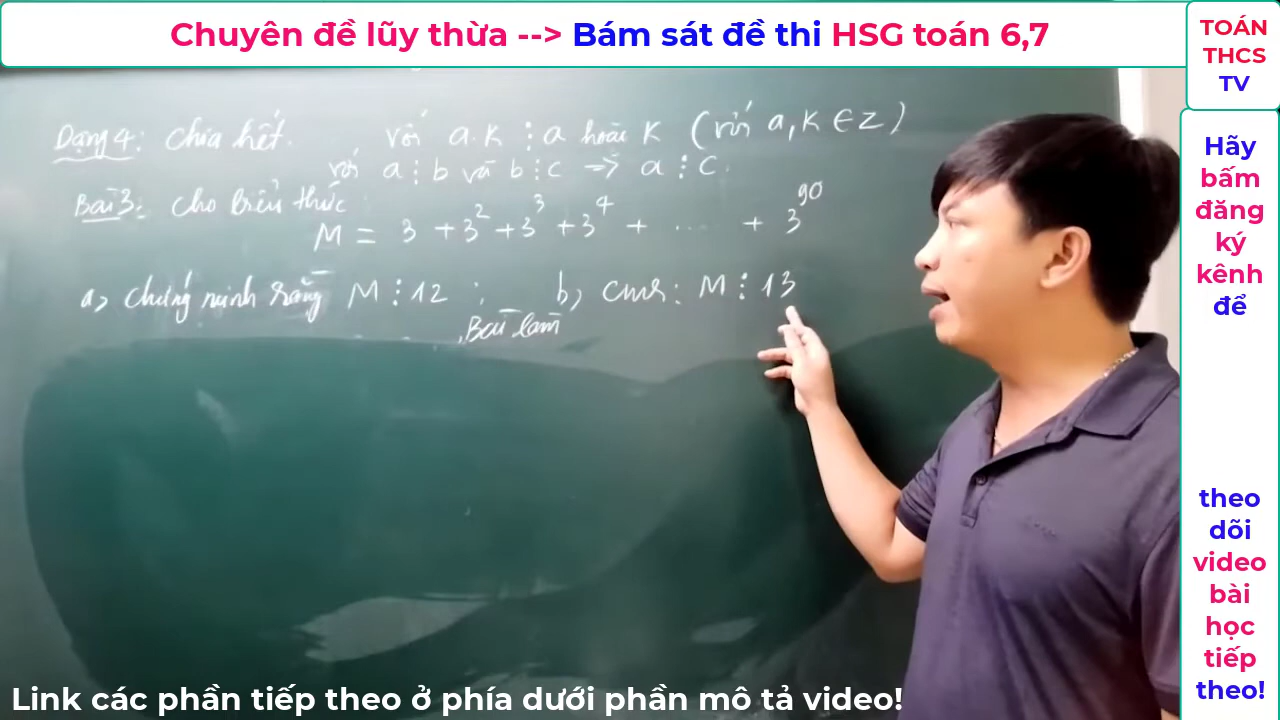 Chuyên đề lũy thừa --> Bám sát đề thi HSG toán 6,7
TOÁN
THCS
TV
Dạng 4: Chia hết.
với a.K ⋮ a hoặc K (với a,K ∈ Z)
với a ⋮ b và b ⋮ c => a ⋮ c.
Bài 3: Cho biểu thức
M = 3 + 3² + 3³ + 3⁴ + ... + 3⁹⁰
a, chứng minh rằng M ⋮ 12 ; b, cmr: M ⋮ 13
Bài làm
Hãy
bấm
đăng
ký
kênh
để
theo
dõi
video
bài
học
tiếp
theo!
Link các phần tiếp theo ở phía dưới phần mô tả video!